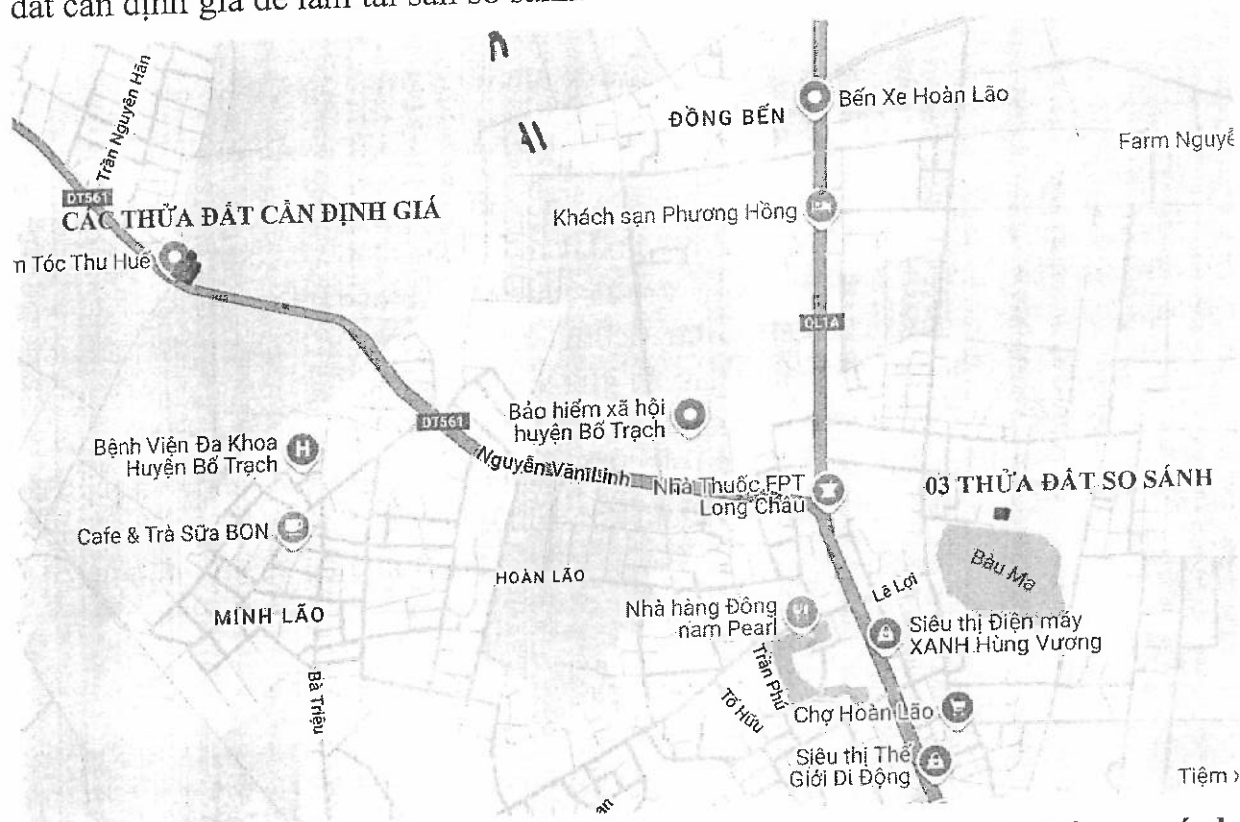 đất cần định giá để làm tài sản so
Trần Nguyên Hãn
ĐỒNG BẾN
Bến Xe Hoàn Lão
Farm Nguyễ
DT561
CÁC THỬA ĐẤT CẦN ĐỊNH GIÁ
Khách sạn Phương Hồng
n Tóc Thu Huế
QL1A
Bảo hiểm xã hội
huyện Bố Trạch
DT561
Bệnh Viện Đa Khoa
Huyện Bố Trạch
Nguyễn Văn Linh
Nhà Thuốc FPT
Long Châu
03 THỬA ĐẤT SO SÁNH
Cafe & Trà Sữa BON
Bàu Ma
HOÀN LÃO
Lê Lợi
MINH LÃO
Nhà hàng Đông
nam Pearl
Siêu thị Điện máy
XANH Hùng Vương
Trần Phú
Bà Triệu
Tố Hữu
Chợ Hoàn Lão
Siêu thị Thế
Giới Di Động
Tiệm
an